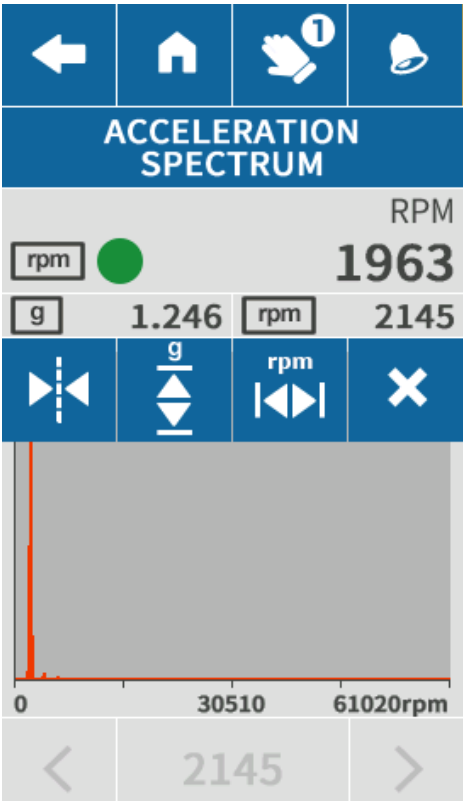 1
ACCELERATION
SPECTRUM
RPM
rpm 1963
g 1.246 rpm 2145
g rpm
0 30510 61020rpm
2145